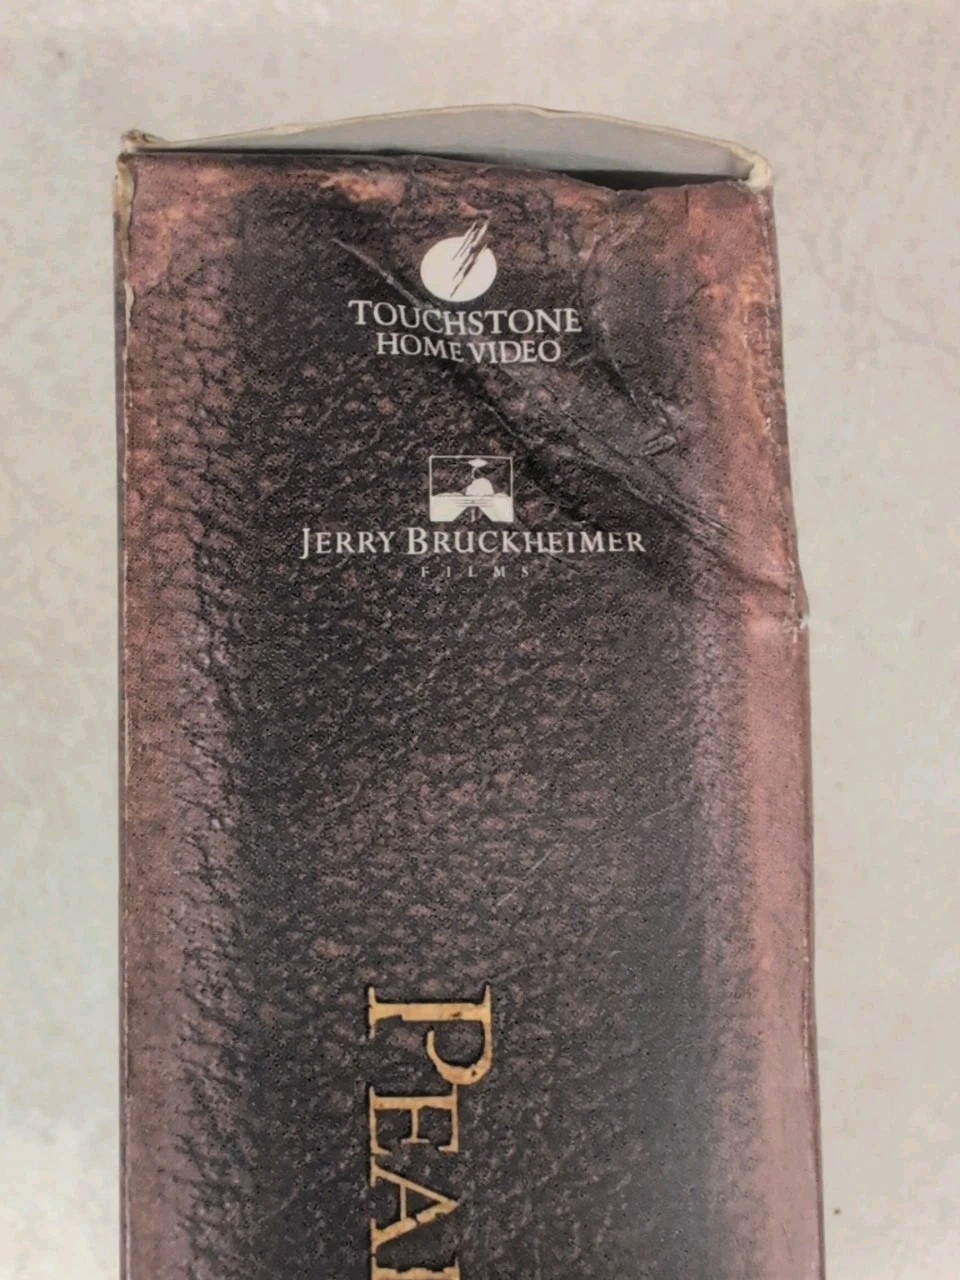 TOUCHSTONE
HOME VIDEO
JERRY BRUCKHEIMER
FILMS
PEA